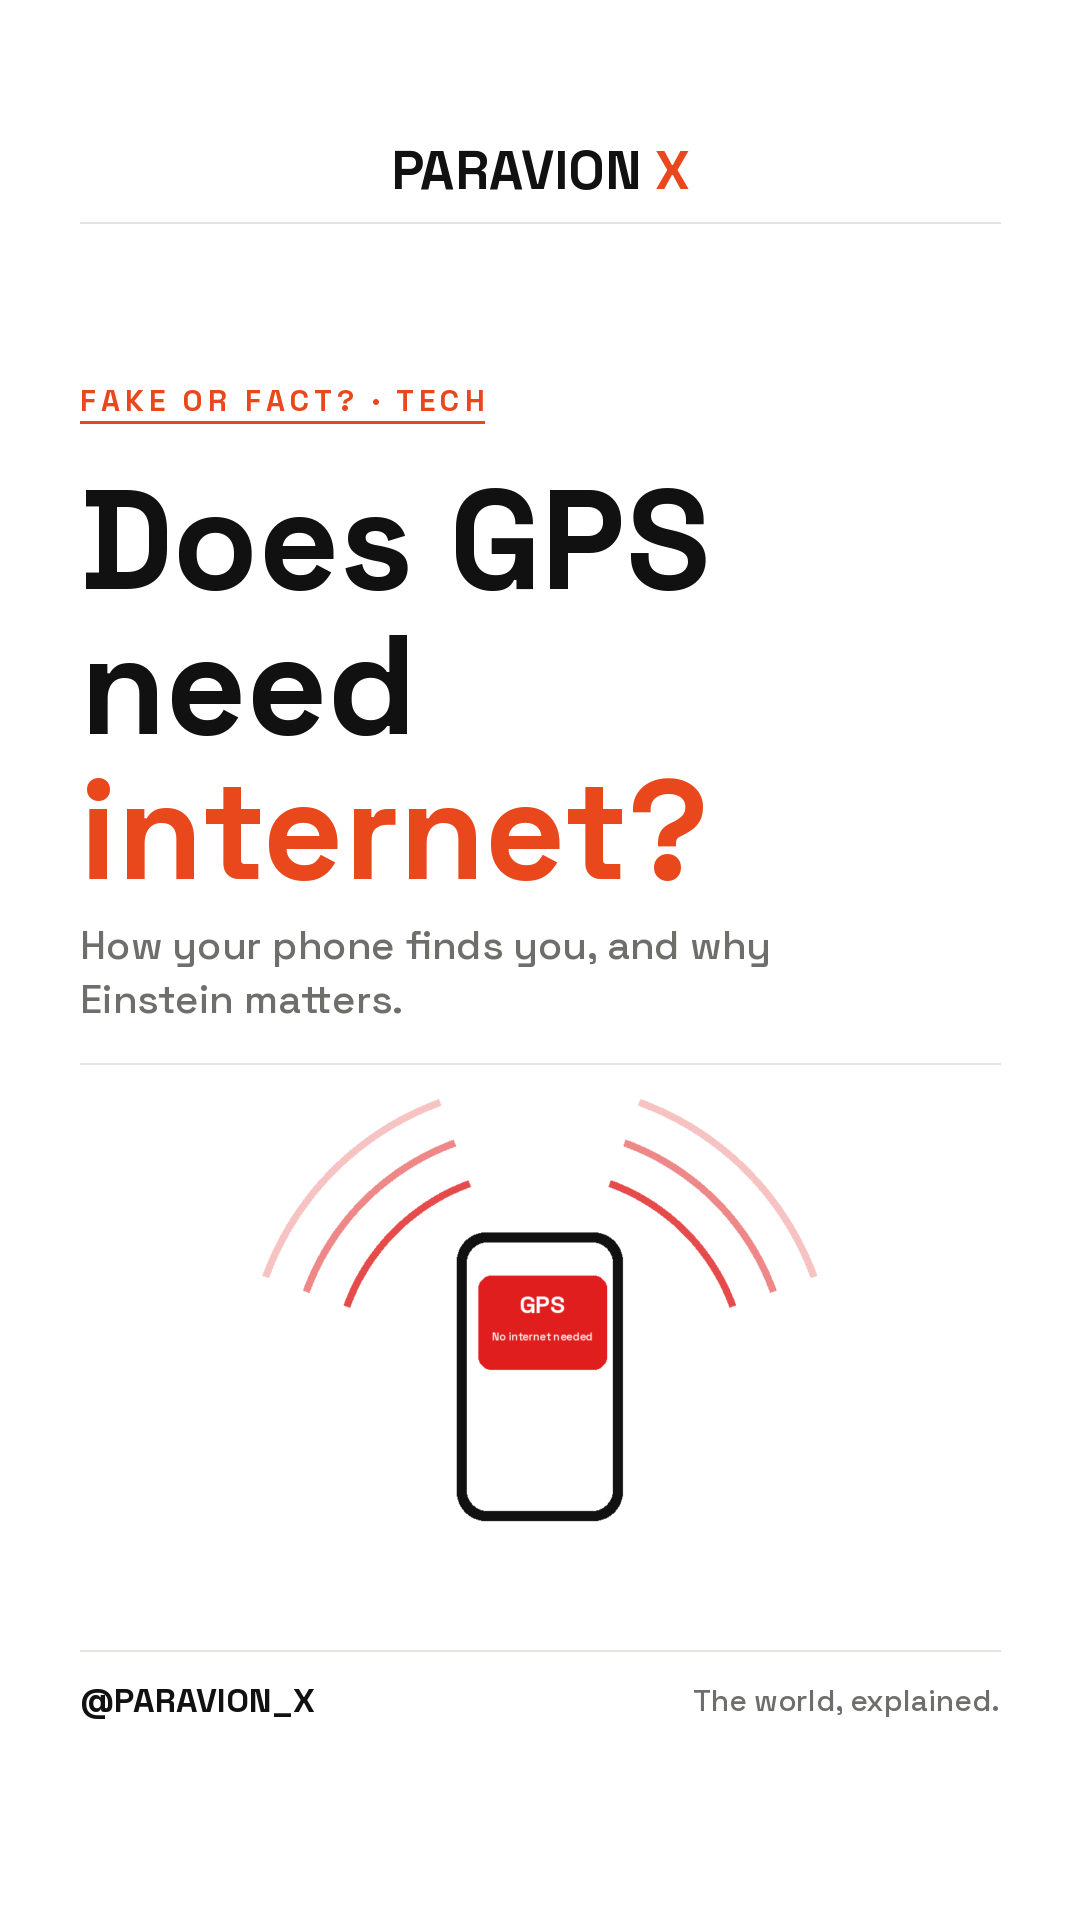 PARAVION X
FAKE OR FACT? · TECH
Does GPS
need
internet?
How your phone finds you, and why
Einstein matters.
GPS
No internet needed
@PARAVION_X
The world, explained.